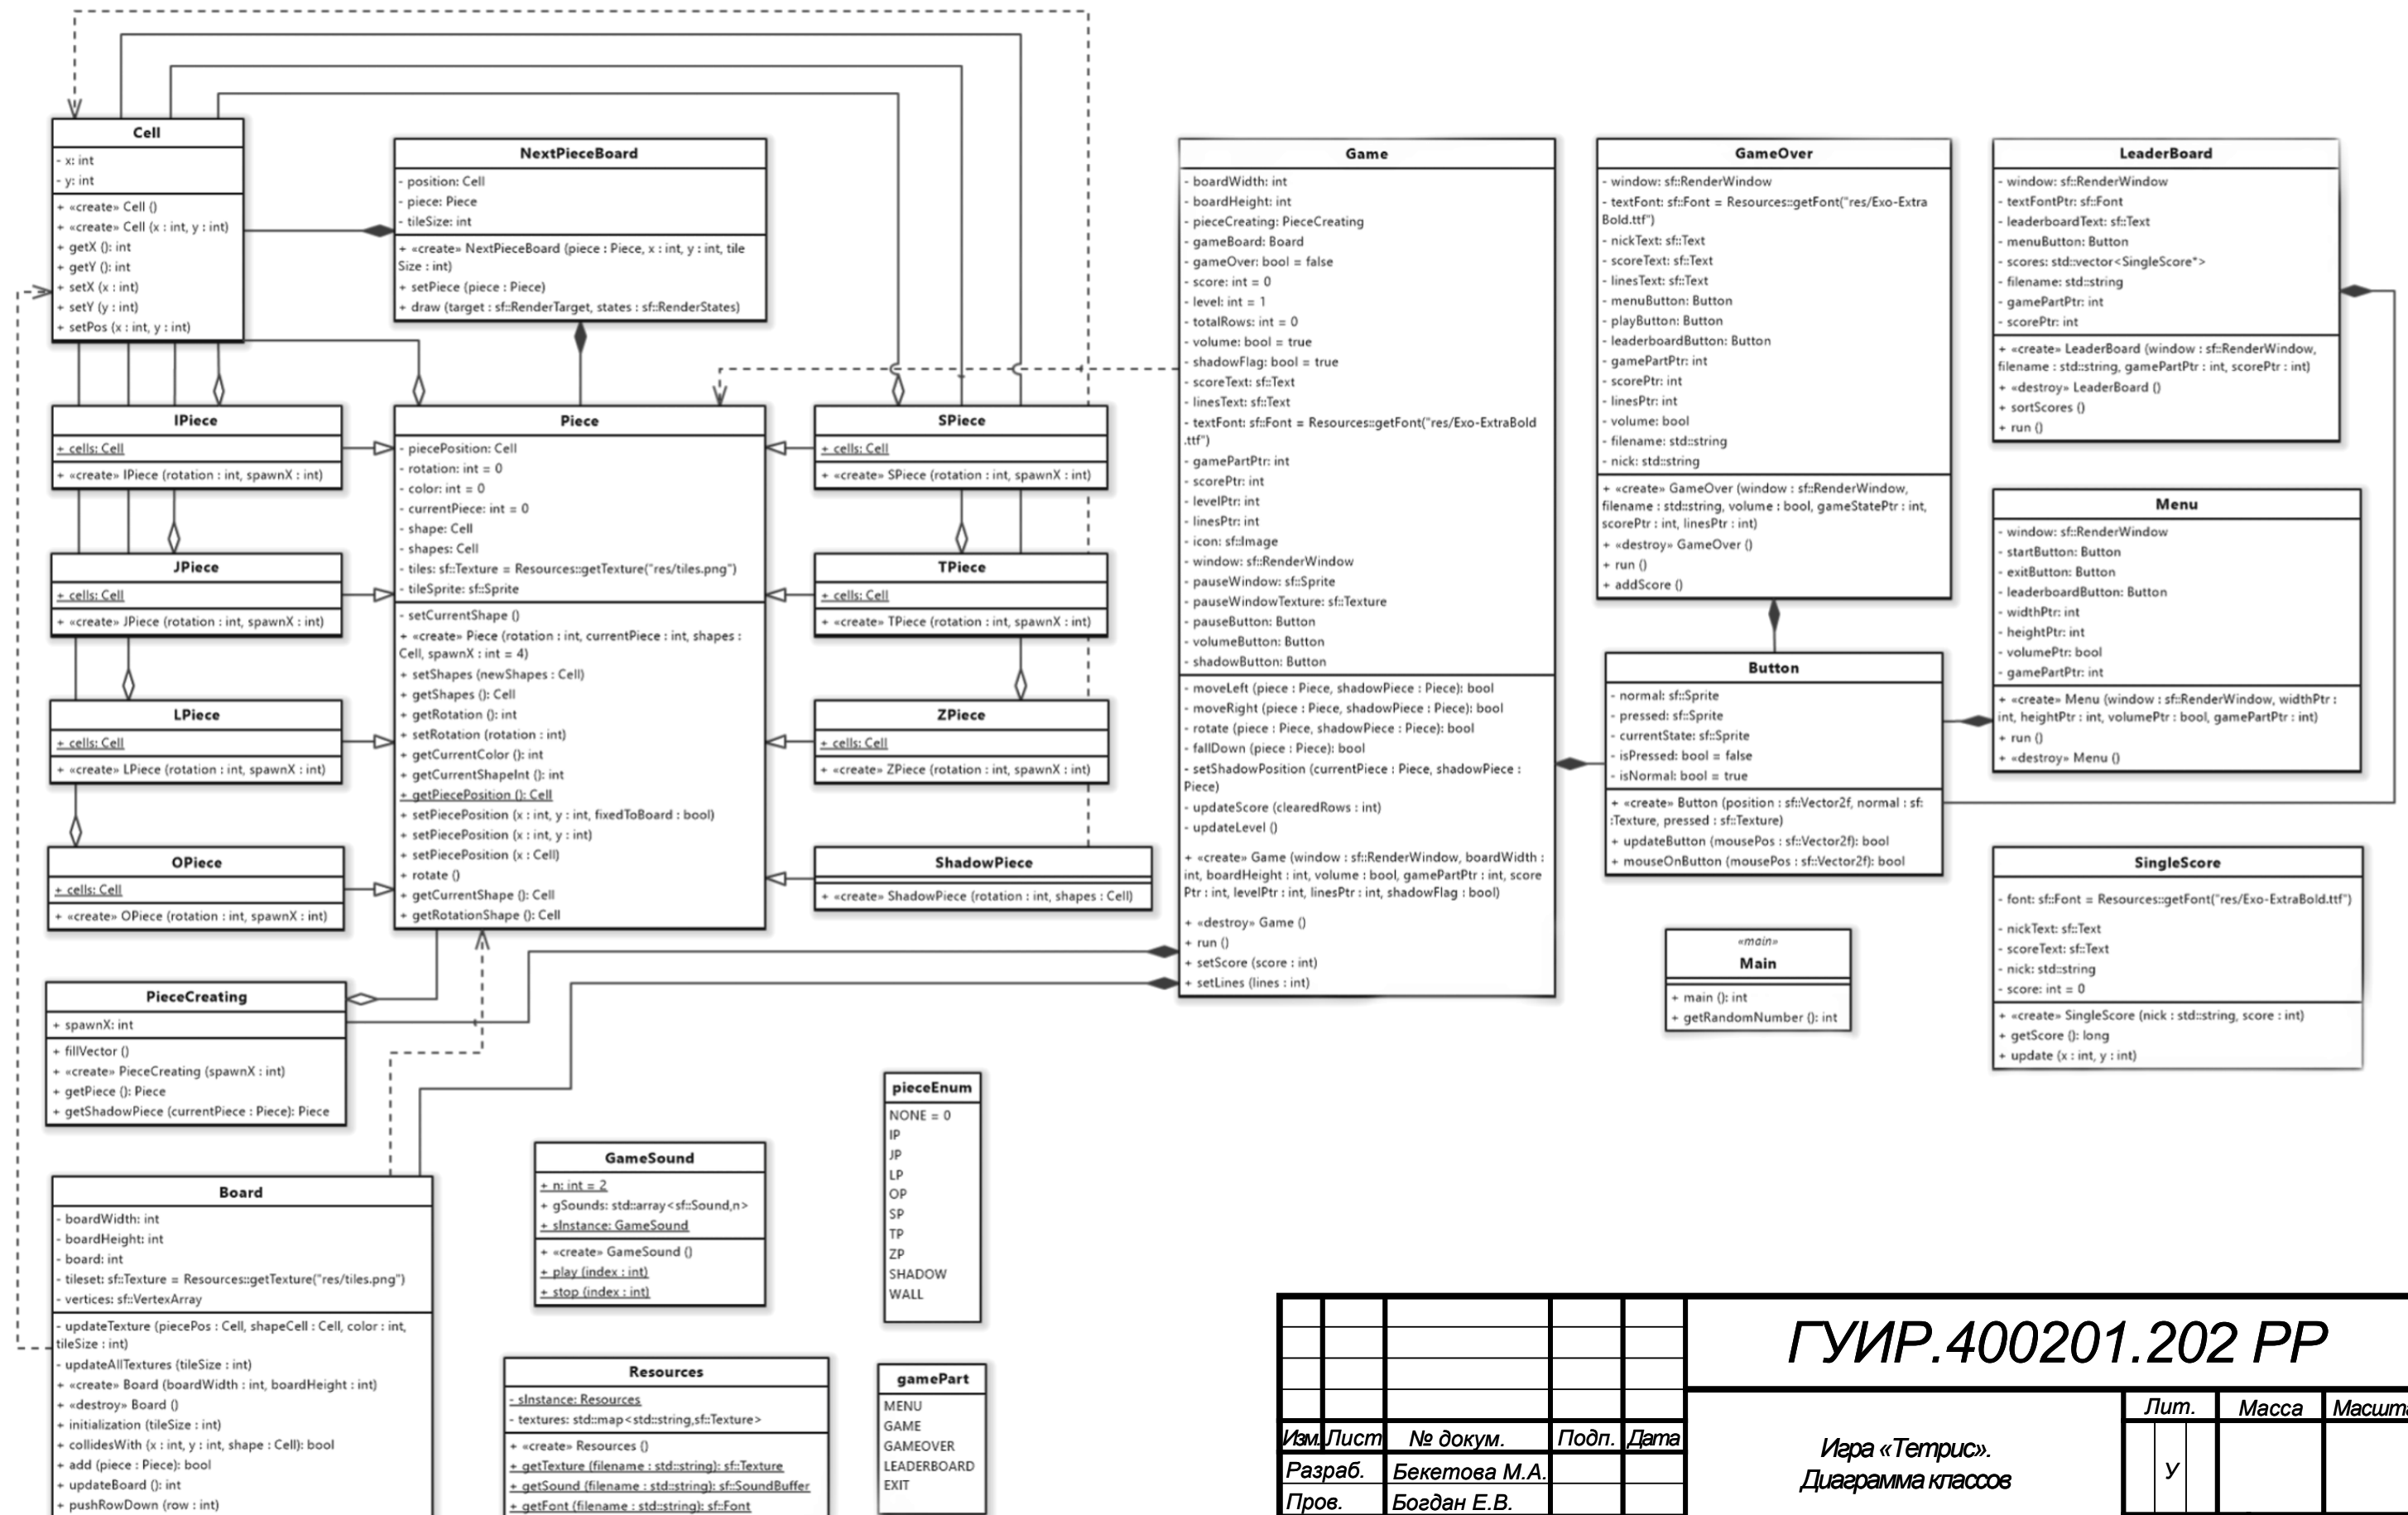 Cell
- x: int
- y: int
+ «create» Cell ()
+ «create» Cell (x : int, y : int)
+ getX (): int
+ getY (): int
+ setX (x : int)
+ setY (y : int)
+ setPos (x : int, y : int)
NextPieceBoard
- position: Cell
- piece: Piece
- tileSize: int
+ «create» NextPieceBoard (piece : Piece, x : int, y : int, tile
Size : int)
+ setPiece (piece : Piece)
+ draw (target : sf::RenderTarget, states : sf::RenderStates)
IPiece
+ cells: Cell
+ «create» IPiece (rotation : int, spawnX : int)
JPiece
+ cells: Cell
+ «create» JPiece (rotation : int, spawnX : int)
LPiece
+ cells: Cell
+ «create» LPiece (rotation : int, spawnX : int)
OPiece
+ cells: Cell
+ «create» OPiece (rotation : int, spawnX : int)
Piece
- piecePosition: Cell
- rotation: int = 0
- color: int = 0
- currentPiece: int = 0
- shape: Cell
- shapes: Cell
- tiles: sf::Texture = Resources::getTexture("res/tiles.png")
- tileSprite: sf::Sprite
- setCurrentShape ()
+ «create» Piece (rotation : int, currentPiece : int, shapes :
Cell, spawnX : int = 4)
+ setShapes (newShapes : Cell)
+ getShapes (): Cell
+ getRotation (): int
+ setRotation (rotation : int)
+ getCurrentColor (): int
+ getCurrentShapeInt (): int
+ getPiecePosition (): Cell
+ setPiecePosition (x : int, y : int, fixedToBoard : bool)
+ setPiecePosition (x : int, y : int)
+ setPiecePosition (x : Cell)
+ rotate ()
+ getCurrentShape (): Cell
+ getRotationShape (): Cell
SPiece
+ cells: Cell
+ «create» SPiece (rotation : int, spawnX : int)
TPiece
+ cells: Cell
+ «create» TPiece (rotation : int, spawnX : int)
ZPiece
+ cells: Cell
+ «create» ZPiece (rotation : int, spawnX : int)
ShadowPiece
+ «create» ShadowPiece (rotation : int, shapes : Cell)
Game
- boardWidth: int
- boardHeight: int
- pieceCreating: PieceCreating
- gameBoard: Board
- gameOver: bool = false
- score: int = 0
- level: int = 1
- totalRows: int = 0
- volume: bool = true
- shadowFlag: bool = true
- scoreText: sf::Text
- linesText: sf::Text
- textFont: sf::Font = Resources::getFont("res/Exo-ExtraBold
.ttf")
- gamePartPtr: int
- scorePtr: int
- levelPtr: int
- linesPtr: int
- icon: sf::Image
- window: sf::RenderWindow
- pauseWindow: sf::Sprite
- pauseWindowTexture: sf::Texture
- pauseButton: Button
- volumeButton: Button
- shadowButton: Button
- moveLeft (piece : Piece, shadowPiece : Piece): bool
- moveRight (piece : Piece, shadowPiece : Piece): bool
- rotate (piece : Piece, shadowPiece : Piece): bool
- fallDown (piece : Piece): bool
- setShadowPosition (currentPiece : Piece, shadowPiece :
Piece)
- updateScore (clearedRows : int)
- updateLevel ()
+ «create» Game (window : sf::RenderWindow, boardWidth :
int, boardHeight : int, volume : bool, gamePartPtr : int, score
Ptr : int, levelPtr : int, linesPtr : int, shadowFlag : bool)
+ «destroy» Game ()
+ run ()
+ setScore (score : int)
+ setLines (lines : int)
GameOver
- window: sf::RenderWindow
- textFont: sf::Font = Resources::getFont("res/Exo-Extra
Bold.ttf")
- nickText: sf::Text
- scoreText: sf::Text
- linesText: sf::Text
- menuButton: Button
- playButton: Button
- leaderboardButton: Button
- gamePartPtr: int
- scorePtr: int
- linesPtr: int
- volume: bool
- filename: std::string
- nick: std::string
+ «create» GameOver (window : sf::RenderWindow,
filename : std::string, volume : bool, gameStatePtr : int,
scorePtr : int, linesPtr : int)
+ «destroy» GameOver ()
+ run ()
+ addScore ()
LeaderBoard
- window: sf::RenderWindow
- textFontPtr: sf::Font
- leaderboardText: sf::Text
- menuButton: Button
- scores: std::vector<SingleScore*>
- filename: std::string
- gamePartPtr: int
- scorePtr: int
+ «create» LeaderBoard (window : sf::RenderWindow,
filename : std::string, gamePartPtr : int, scorePtr : int)
+ «destroy» LeaderBoard ()
+ sortScores ()
+ run ()
Menu
- window: sf::RenderWindow
- startButton: Button
- exitButton: Button
- leaderboardButton: Button
- widthPtr: int
- heightPtr: int
- volumePtr: bool
- gamePartPtr: int
+ «create» Menu (window : sf::RenderWindow, widthPtr :
int, heightPtr : int, volumePtr : bool, gamePartPtr : int)
+ run ()
+ «destroy» Menu ()
Button
- normal: sf::Sprite
- pressed: sf::Sprite
- currentState: sf::Sprite
- isPressed: bool = false
- isNormal: bool = true
+ «create» Button (position : sf::Vector2f, normal : sf:
:Texture, pressed : sf::Texture)
+ updateButton (mousePos : sf::Vector2f): bool
+ mouseOnButton (mousePos : sf::Vector2f): bool
SingleScore
- font: sf::Font = Resources::getFont("res/Exo-ExtraBold.ttf")
- nickText: sf::Text
- scoreText: sf::Text
- nick: std::string
- score: int = 0
+ «create» SingleScore (nick : std::string, score : int)
+ getScore (): long
+ update (x : int, y : int)
«main»
Main
+ main (): int
+ getRandomNumber (): int
PieceCreating
+ spawnX: int
+ fillVector ()
+ «create» PieceCreating (spawnX : int)
+ getPiece (): Piece
+ getShadowPiece (currentPiece : Piece): Piece
Board
- boardWidth: int
- boardHeight: int
- board: int
- tileset: sf::Texture = Resources::getTexture("res/tiles.png")
- vertices: sf::VertexArray
- updateTexture (piecePos : Cell, shapeCell : Cell, color : int,
tileSize : int)
- updateAllTextures (tileSize : int)
+ «create» Board (boardWidth : int, boardHeight : int)
+ «destroy» Board ()
+ initialization (tileSize : int)
+ collidesWith (x : int, y : int, shape : Cell): bool
+ add (piece : Piece): bool
+ updateBoard (): int
+ pushRowDown (row : int)
GameSound
+ n: int = 2
+ gSounds: std::array<sf::Sound,n>
+ sInstance: GameSound
+ «create» GameSound ()
+ play (index : int)
+ stop (index : int)
Resources
- sInstance: Resources
- textures: std::map<std::string,sf::Texture>
+ «create» Resources ()
+ getTexture (filename : std::string): sf::Texture
+ getSound (filename : std::string): sf::SoundBuffer
+ getFont (filename : std::string): sf::Font
pieceEnum
NONE = 0
IP
JP
LP
OP
SP
TP
ZP
SHADOW
WALL
gamePart
MENU
GAME
GAMEOVER
LEADERBOARD
EXIT
ГУИР.400201.202 РР
Изм. Лист № докум. Подп. Дата
Разраб. Бекетова М.А.
Пров. Богдан Е.В.
Игра «Тетрис».
Диаграмма классов
Лит. Масса Масшта
У